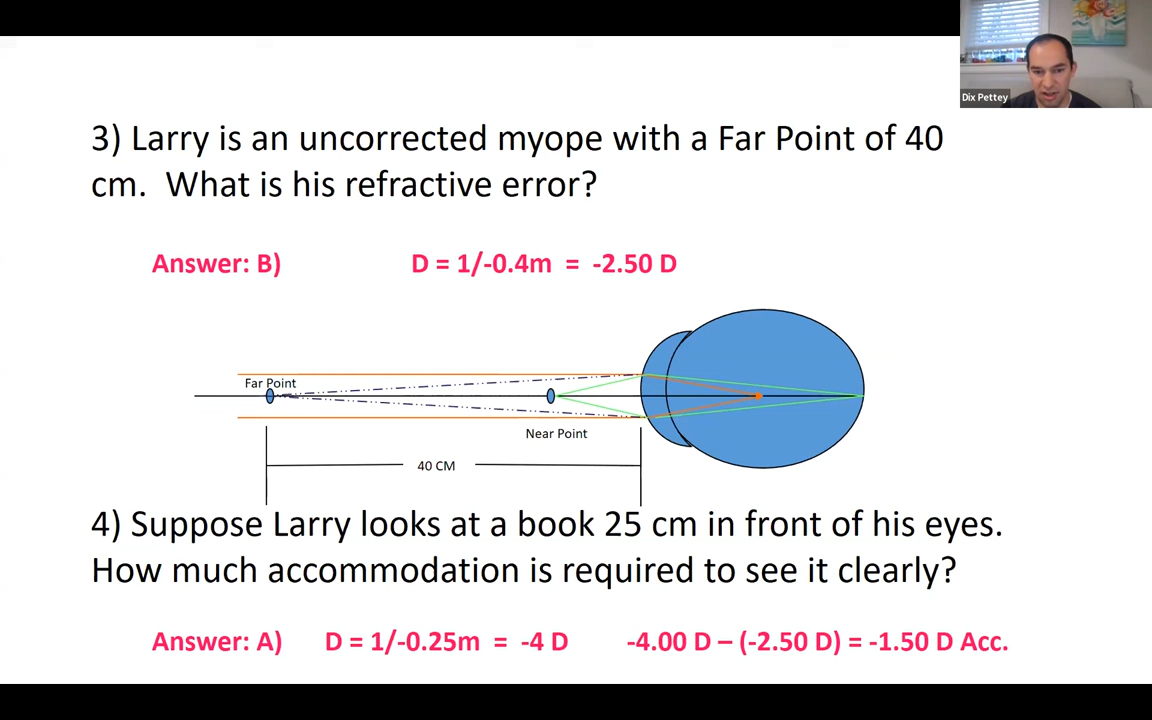 Dix Pettey
3) Larry is an uncorrected myope with a Far Point of 40
cm.  What is his refractive error?
Answer: B)
D = 1/-0.4m  =  -2.50 D
Far Point
Near Point
40 CM
4) Suppose Larry looks at a book 25 cm in front of his eyes.
How much accommodation is required to see it clearly?
Answer: A)
D = 1/-0.25m  =  -4 D
-4.00 D – (-2.50 D) = -1.50 D Acc.